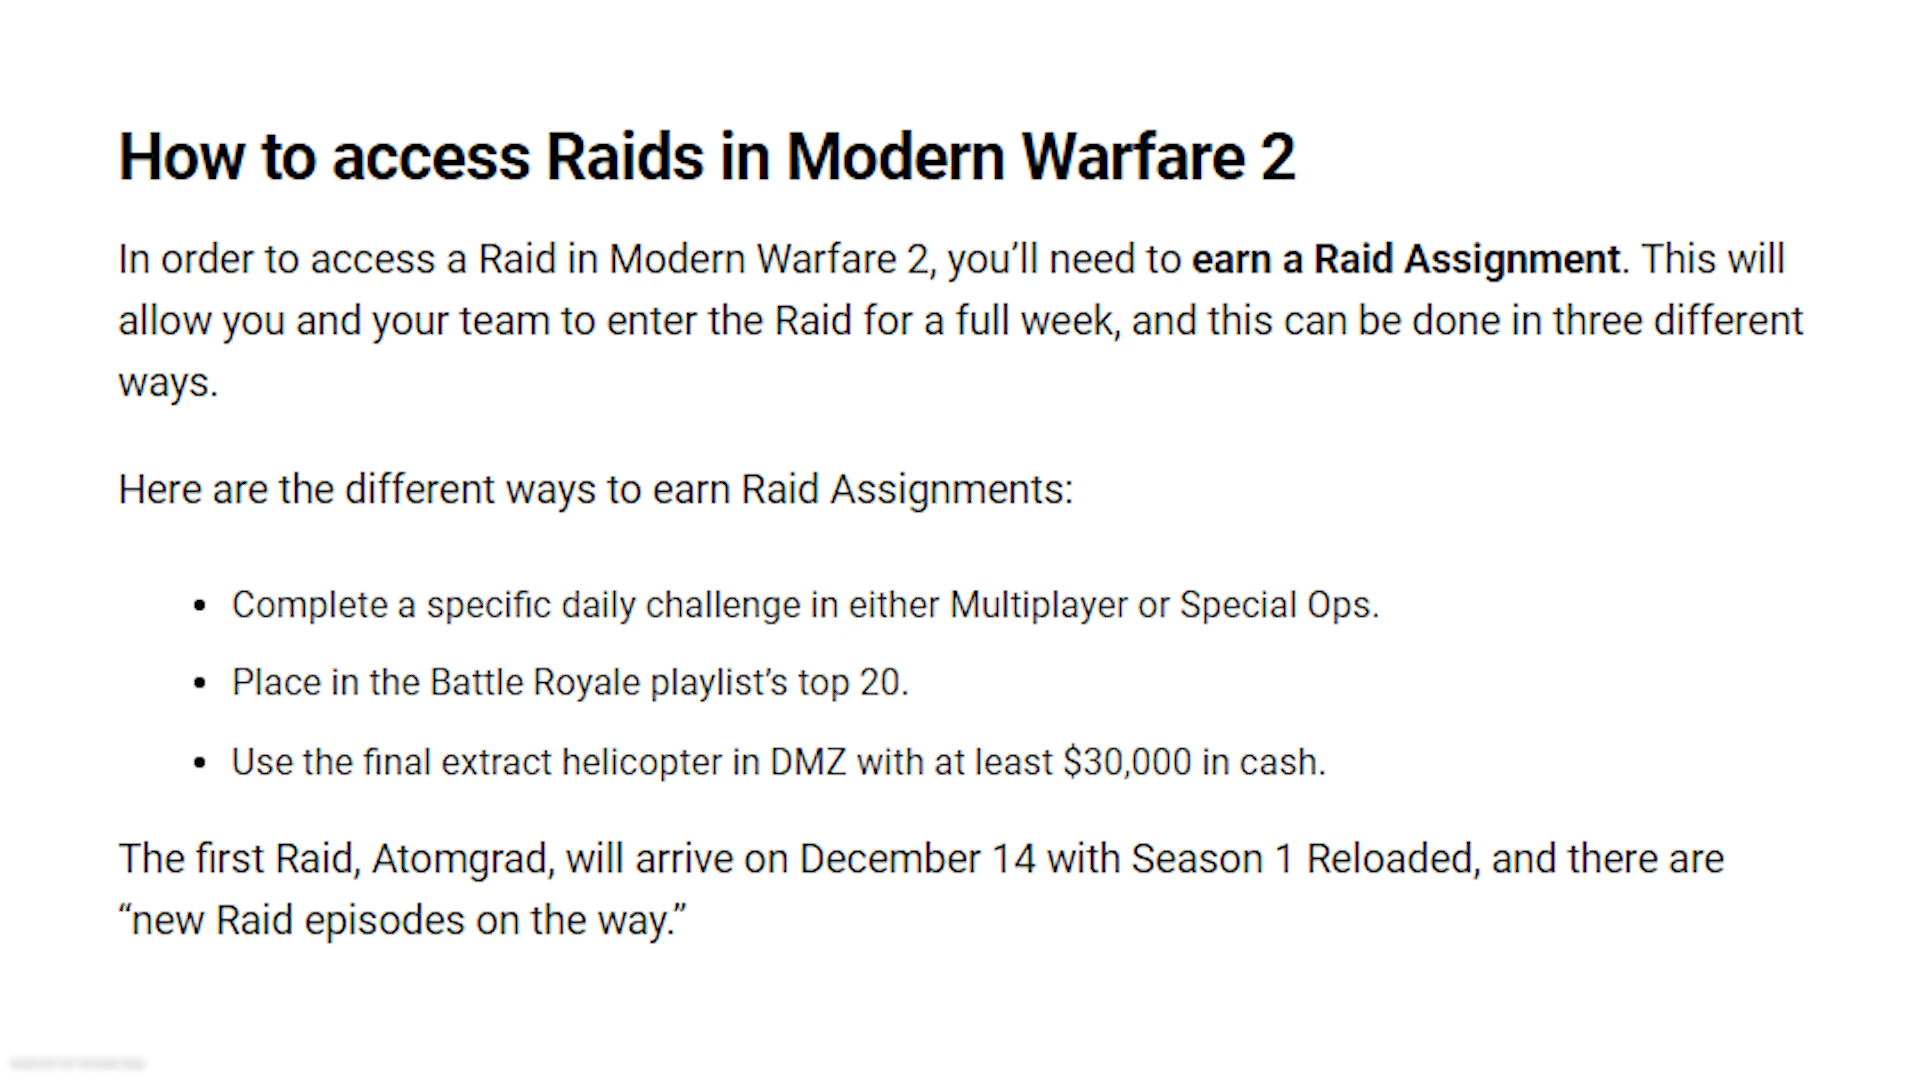 How to access Raids in Modern Warfare 2
In order to access a Raid in Modern Warfare 2, you’ll need to earn a Raid Assignment. This will
allow you and your team to enter the Raid for a full week, and this can be done in three different
ways.
Here are the different ways to earn Raid Assignments:
• Complete a specific daily challenge in either Multiplayer or Special Ops.
• Place in the Battle Royale playlist’s top 20.
• Use the final extract helicopter in DMZ with at least $30,000 in cash.
The first Raid, Atomgrad, will arrive on December 14 with Season 1 Reloaded, and there are
“new Raid episodes on the way.”